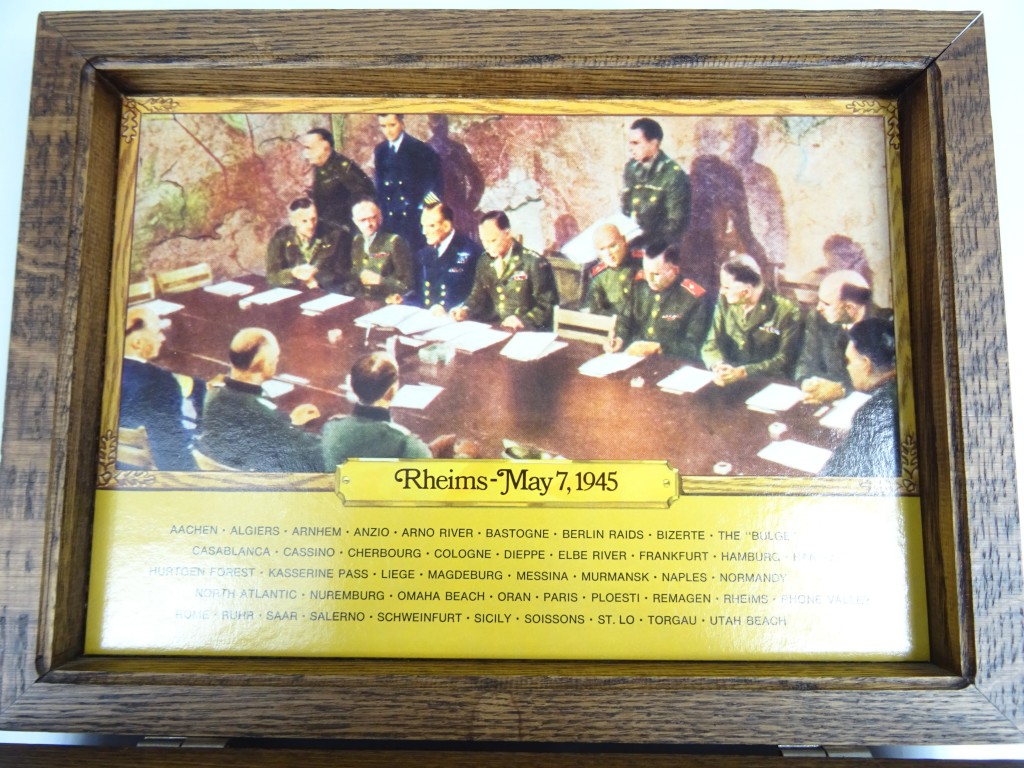 Rheims-May 7, 1945
AACHEN · ALGIERS · ARNHEM · ANZIO · ARNO RIVER · BASTOGNE · BERLIN RAIDS · BIZERTE · THE "BULGE"
CASABLANCA · CASSINO · CHERBOURG · COLOGNE · DIEPPE · ELBE RIVER · FRANKFURT · HAMBURG ·
HURTGEN FOREST · KASSERINE PASS · LIEGE · MAGDEBURG · MESSINA · MURMANSK · NAPLES · NORMANDY
NORTH ATLANTIC · NUREMBURG · OMAHA BEACH · ORAN · PARIS · PLOESTI · REMAGEN · RHEIMS · RHONE VALLEY
ROME · RUHR · SAAR · SALERNO · SCHWEINFURT · SICILY · SOISSONS · ST. LO · TORGAU · UTAH BEACH